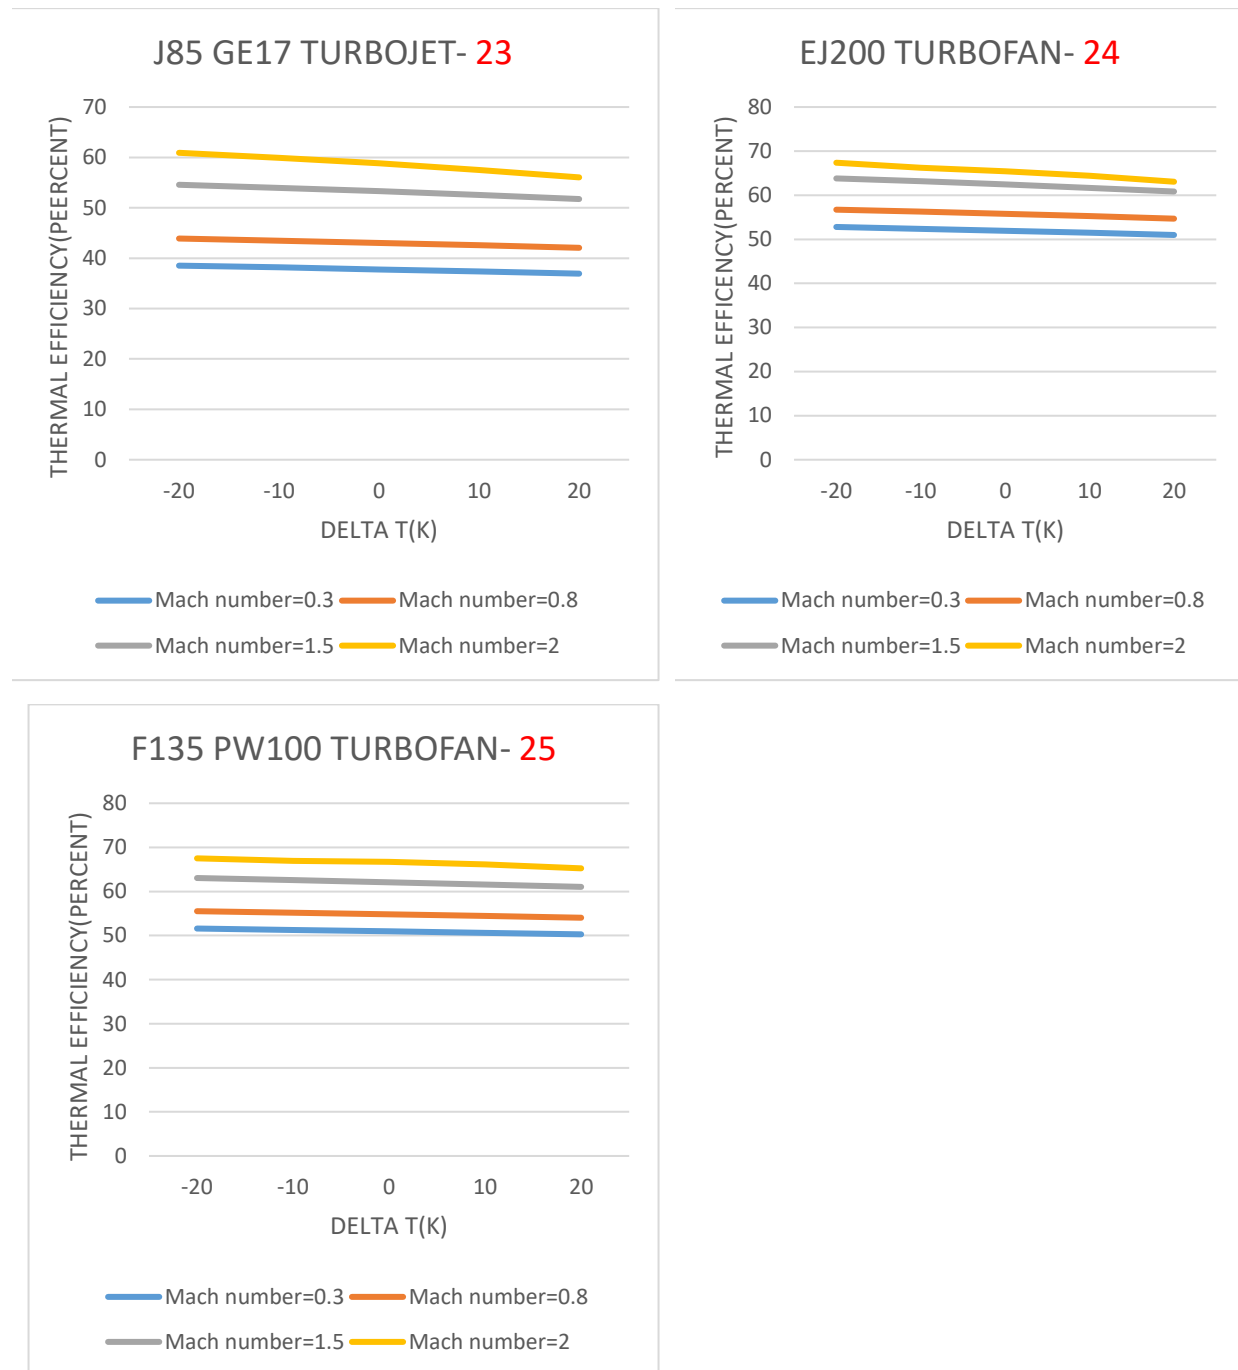 J85 GE17 TURBOJET- 23
THERMAL EFFICIENCY(PEERCENT)
70
60
50
40
30
20
10
0
-20 -10 0 10 20
DELTA T(K)
Mach number=0.3 Mach number=0.8
Mach number=1.5 Mach number=2
EJ200 TURBOFAN- 24
THERMAL EFFICENCY(PERCENT)
80
70
60
50
40
30
20
10
0
-20 -10 0 10 20
DELTA T(K)
Mach number=0.3 Mach number=0.8
Mach number=1.5 Mach number=2
F135 PW100 TURBOFAN- 25
THERMAL EFFICIENCY(PERCENT)
80
70
60
50
40
30
20
10
0
-20 -10 0 10 20
DELTA T(K)
Mach number=0.3 Mach number=0.8
Mach number=1.5 Mach number=2